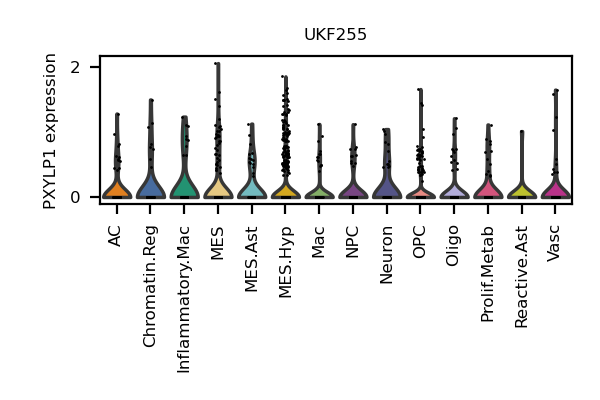 UKF255
PXYLP1 expression
2
0
AC
Chromatin.Reg
Inflammatory.Mac
MES
MES.Ast
MES.Hyp
Mac
NPC
Neuron
OPC
Oligo
Prolif.Metab
Reactive.Ast
Vasc